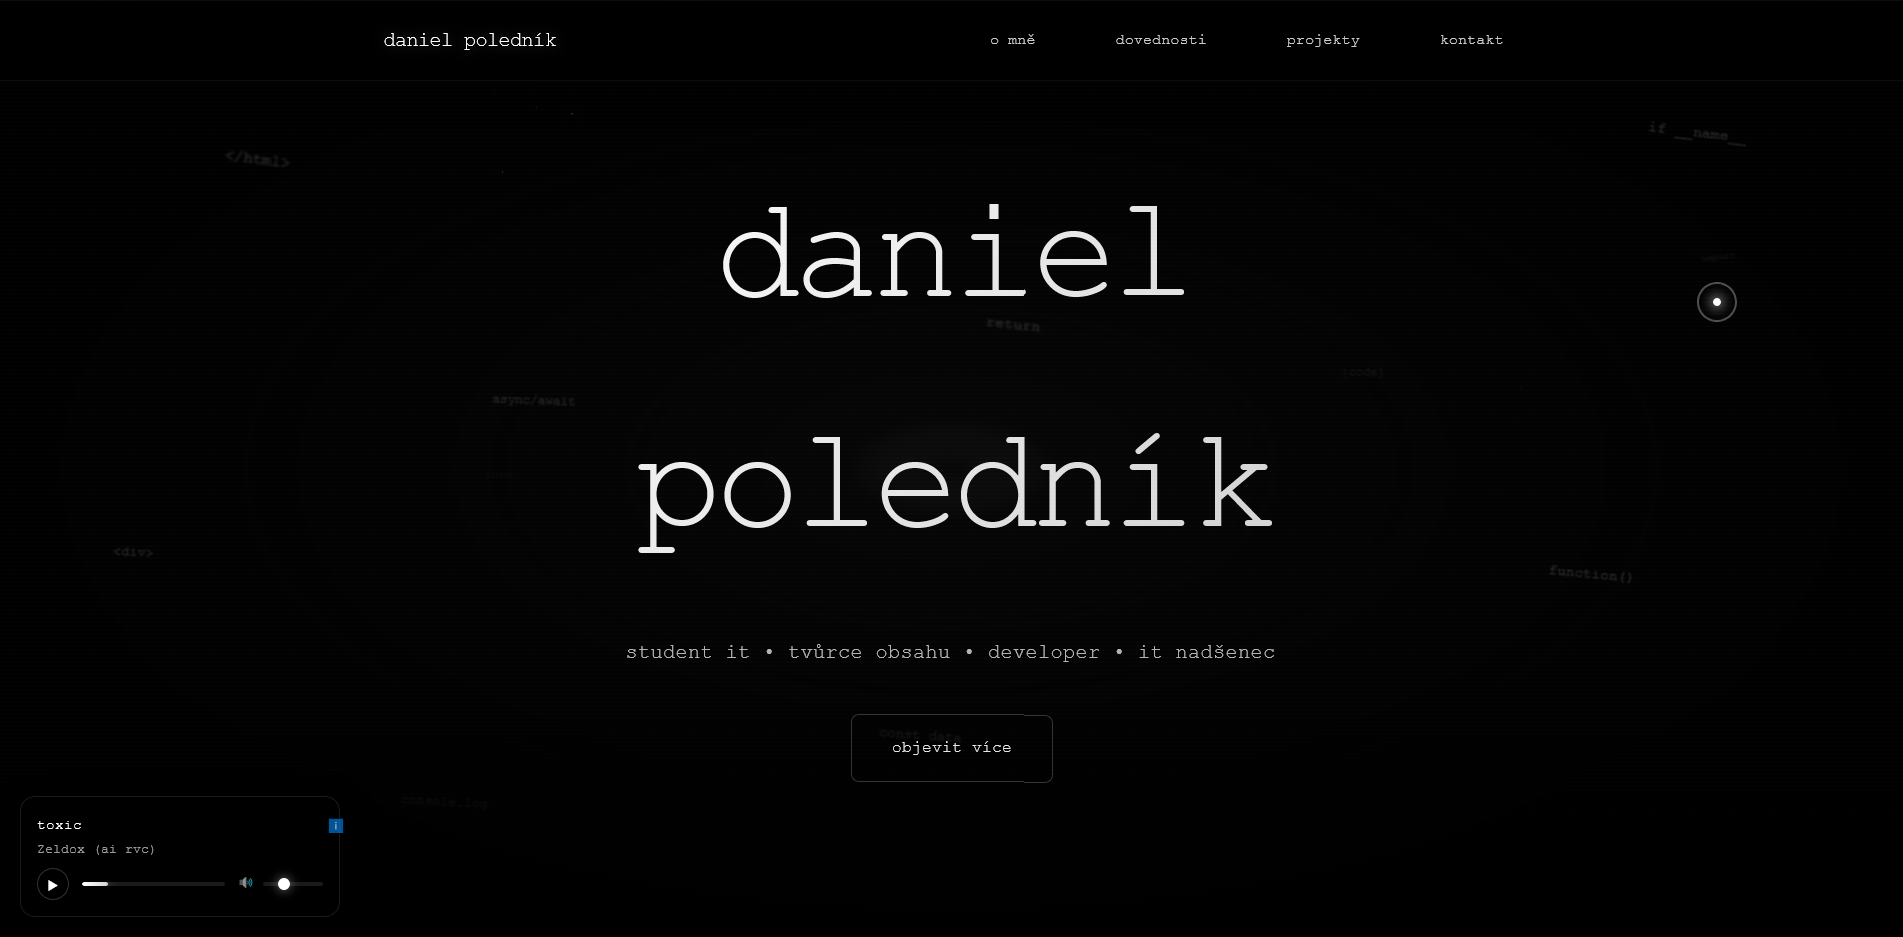 daniel poledník
o mně
dovednosti
projekty
kontakt
if __name__
</html>
daniel
return
{code}
async/await
poledník
<div>
function()
student it • tvůrce obsahu • developer • it nadšenec
const data
objevit více
console.log
toxic
i
Zeldox (ai rvc)